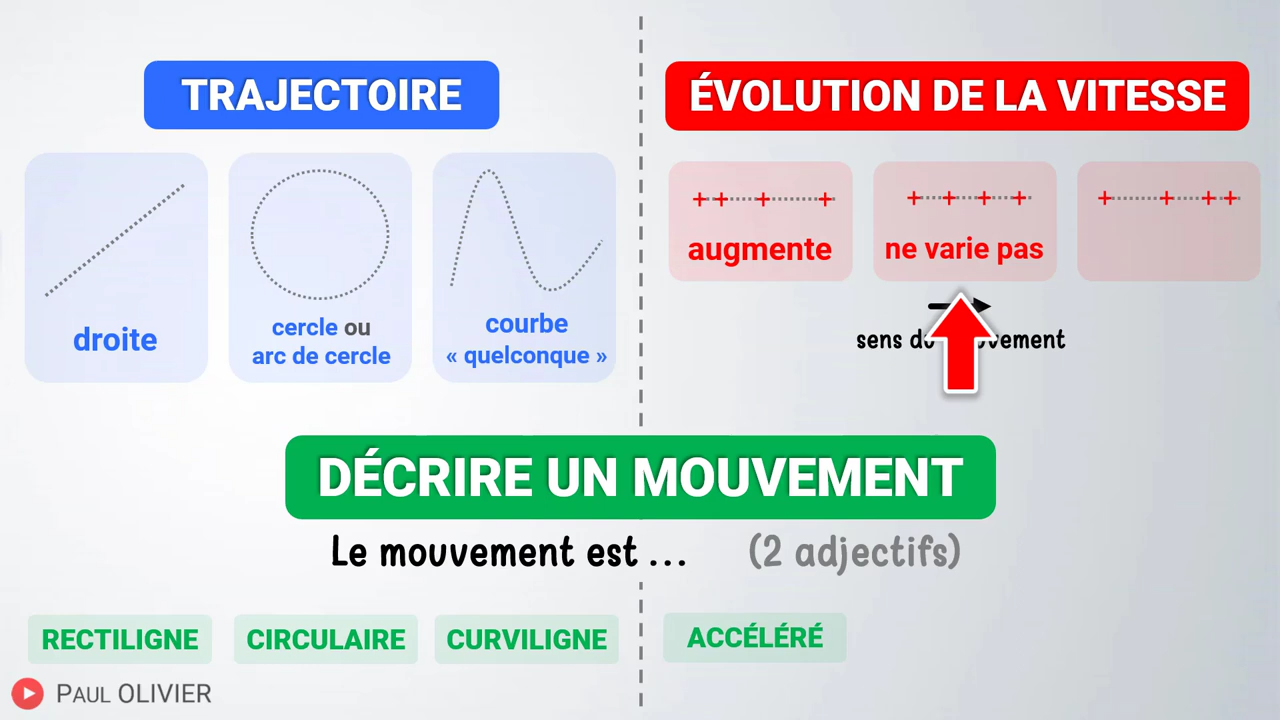 TRAJECTOIRE
ÉVOLUTION DE LA VITESSE
droite
cercle ou
arc de cercle
courbe
« quelconque »
augmente
ne varie pas
sens du
DÉCRIRE UN MOUVEMENT
Le mouvement est ... (2 adjectifs)
RECTILIGNE
CIRCULAIRE
CURVILIGNE
ACCÉLÉRÉ
PAUL OLIVIER